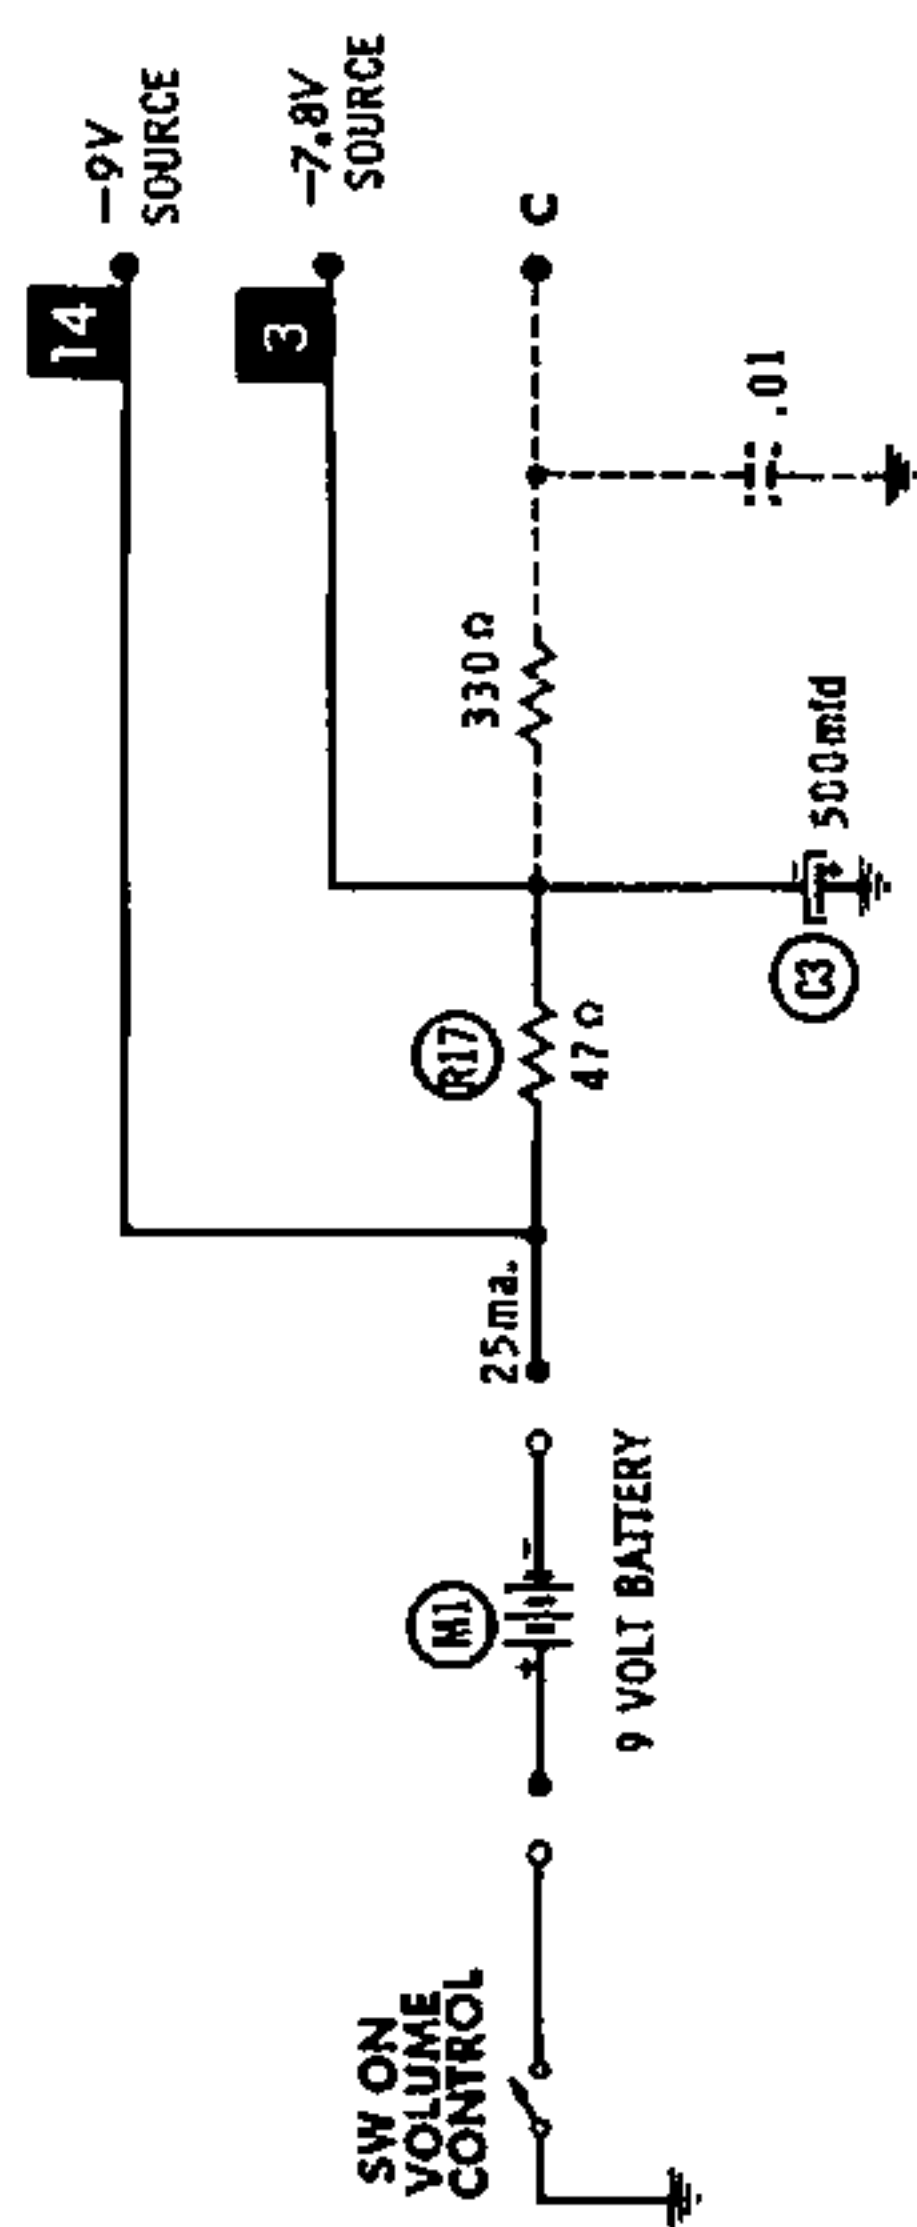 SW ON
VOLUME
CONTROL
M1
+
-
9 VOLT BATTERY
25ma.
R17
47Ω
C3
+
500mfd
330Ω
.01
14
-9V
SOURCE
3
-7.8V
SOURCE
C